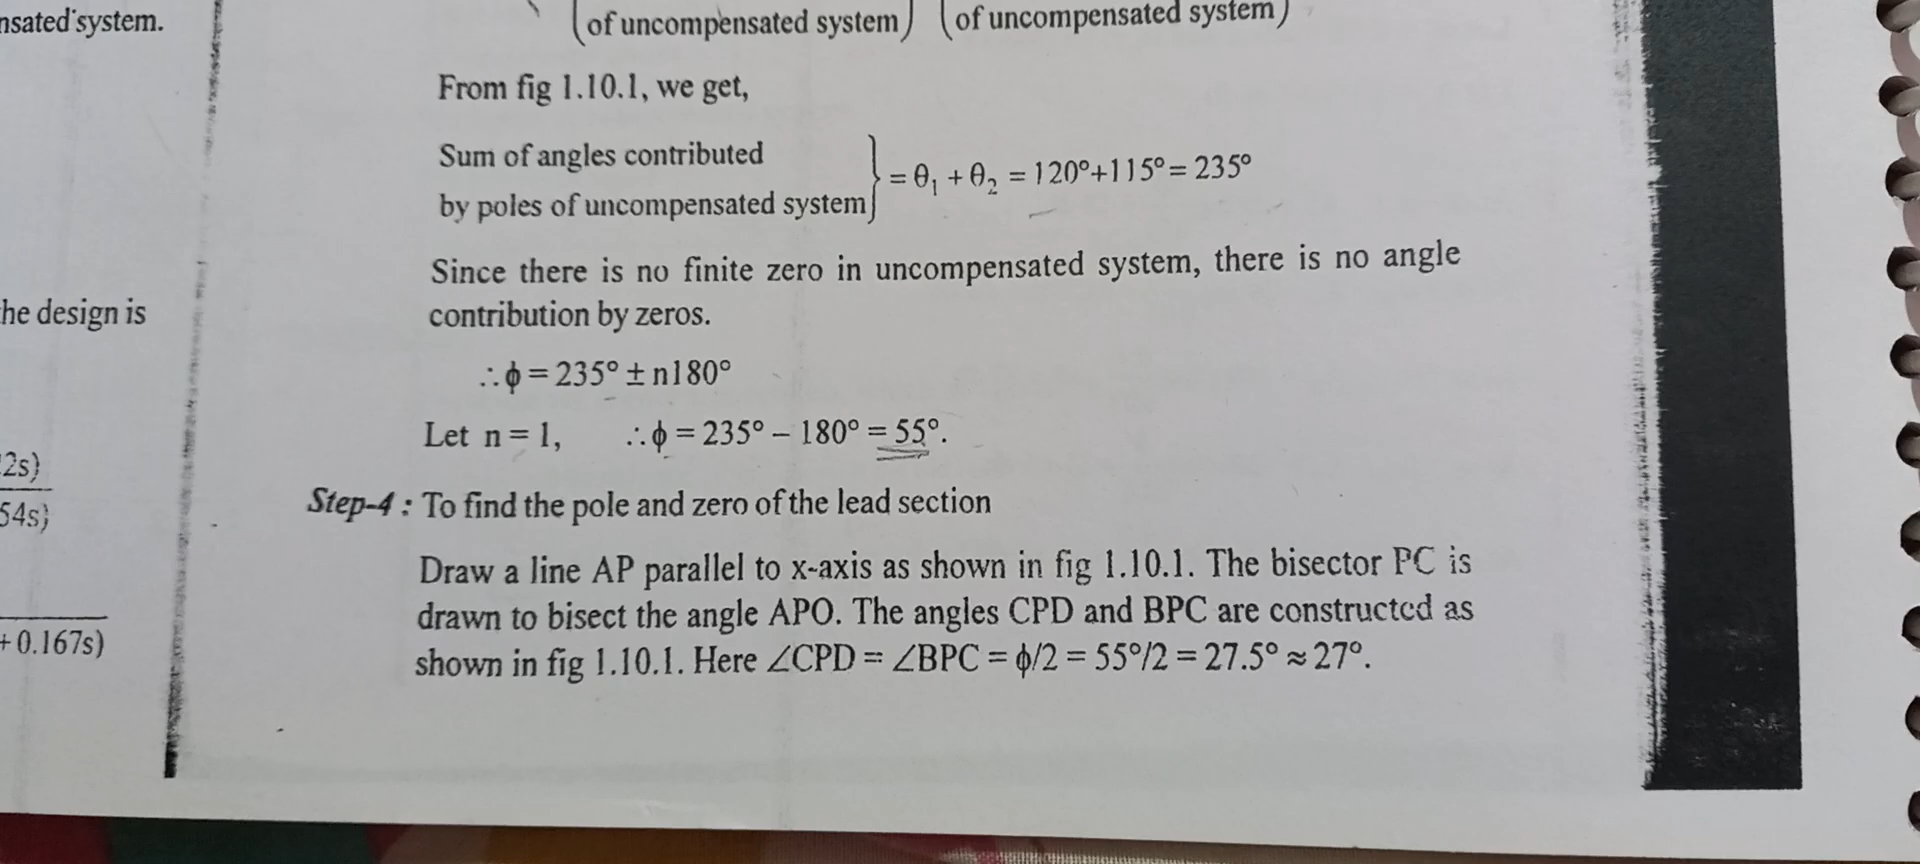 nsated system.
of uncompensated system) (of uncompensated system)
From fig 1.10.1, we get,
Sum of angles contributed
by poles of uncompensated system} = θ₁ + θ₂ = 120°+115° = 235°
Since there is no finite zero in uncompensated system, there is no angle
contribution by zeros.
he design is
∴ϕ = 235° ± n180°
Let n = 1, ∴ϕ = 235° – 180° = 55°.
2s)
54s)
Step-4 : To find the pole and zero of the lead section
Draw a line AP parallel to x-axis as shown in fig 1.10.1. The bisector PC is
drawn to bisect the angle APO. The angles CPD and BPC are constructed as
+ 0.167s)
shown in fig 1.10.1. Here ∠CPD = ∠BPC = ϕ/2 = 55°/2 = 27.5° ≈ 27°.